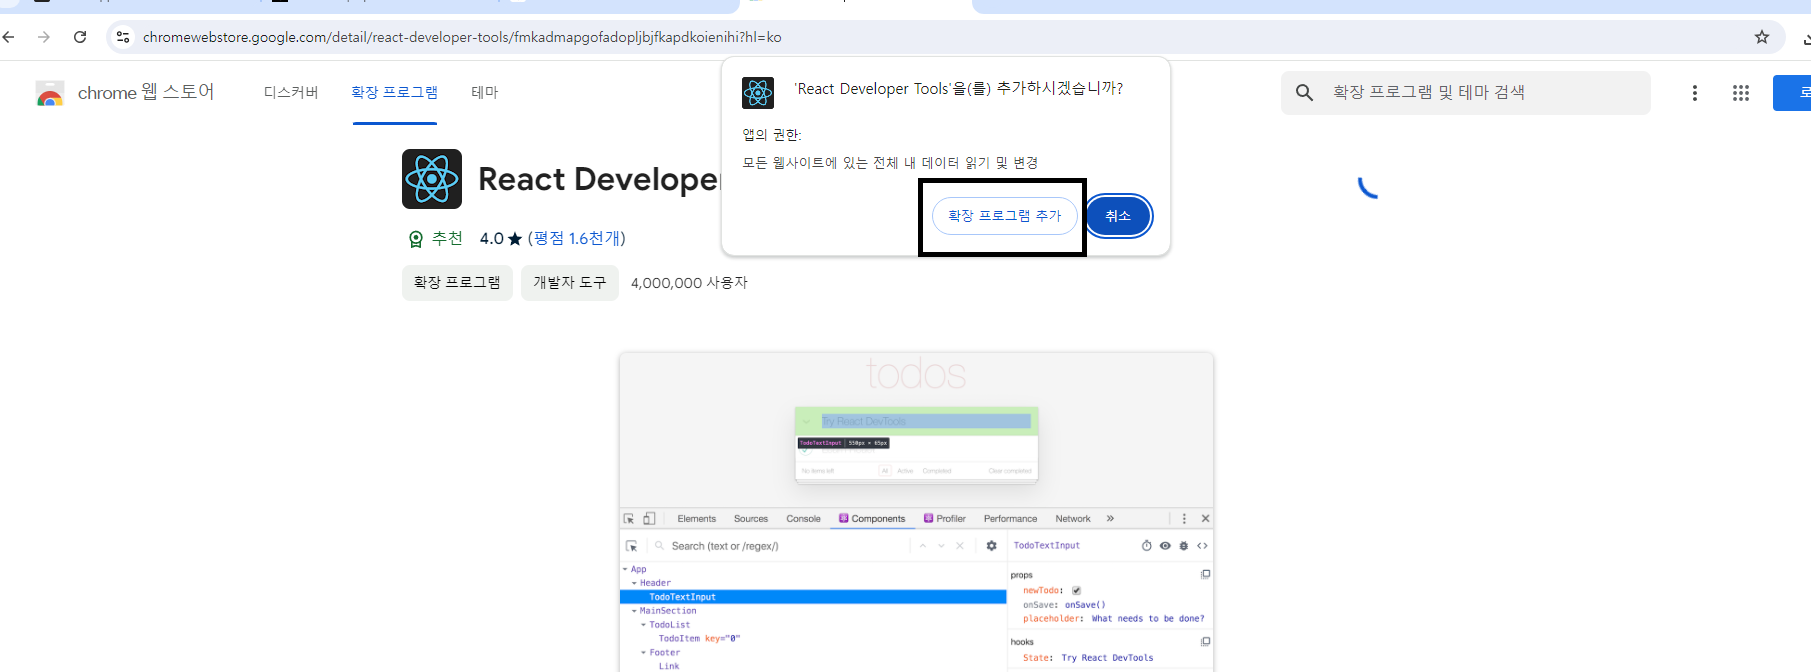 chromewebstore.google.com/detail/react-developer-tools/fmkadmapgofadopljbjfkapdkoienihi?hl=ko
chrome 웹 스토어
디스커버
확장 프로그램
테마
확장 프로그램 및 테마 검색
로
'React Developer Tools'을(를) 추가하시겠습니까?
앱의 권한:
모든 웹사이트에 있는 전체 내 데이터 읽기 및 변경
확장 프로그램 추가
취소
React Develope
추천
4.0★ (평점 1.6천개)
확장 프로그램
개발자 도구
4,000,000 사용자
todos
Try React DevTools
TodoTextInput | 550px × 65px
No items left
All
Active
Completed
Clear completed
Elements
Sources
Console
Components
Profiler
Performance
Network
Search (text or /regex/)
TodoTextInput
App
Header
TodoTextInput
MainSection
TodoList
TodoItem key="0"
Footer
Link
props
newTodo:
onSave: onSave()
placeholder: What needs to be done?
hooks
State: Try React DevTools